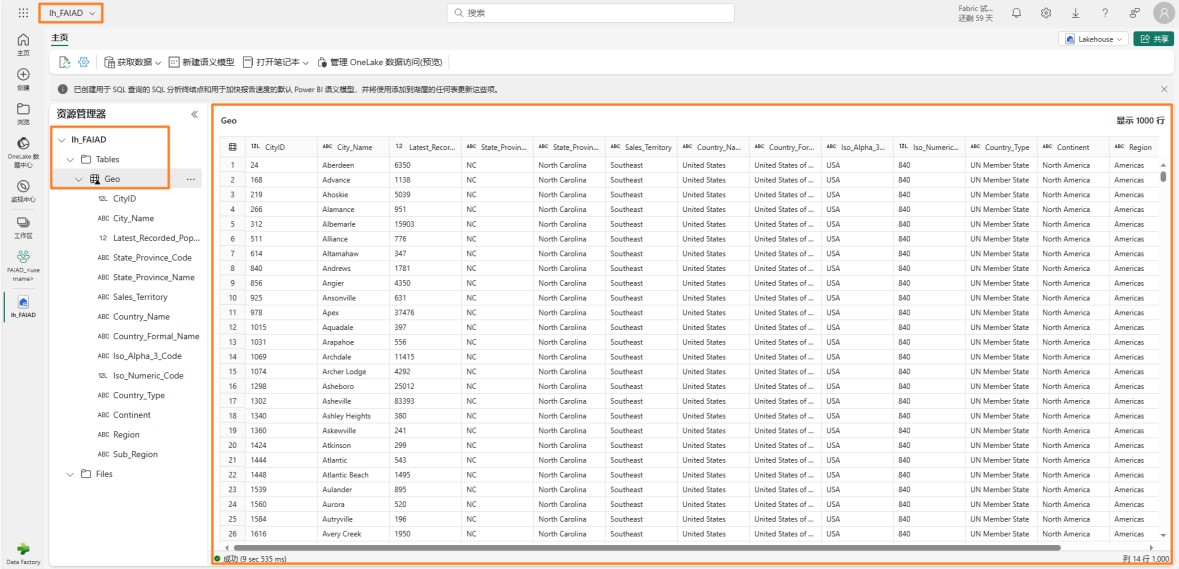 lh_FAIAD
搜索
Fabric 试...
还剩 59 天
主页
Lakehouse
共享
获取数据 新建语义模型 打开笔记本 管理 OneLake 数据访问(预览)
已创建用于 SQL 查询的 SQL 分析终结点和用于加快报告速度的默认 Power BI 语义模型，并将使用添加到湖屋的任何表更新这些项。
主页
创建
浏览
OneLake 数
据中心
监视中心
工作区
FAIAD_<use
rname>
lh_FAIAD
Data Factory
资源管理器
lh_FAIAD
Tables
Geo ...
12L CityID
ABC City_Name
12 Latest_Recorded_Pop...
ABC State_Province_Code
ABC State_Province_Name
ABC Sales_Territory
ABC Country_Name
ABC Country_Formal_Name
ABC Iso_Alpha_3_Code
12L Iso_Numeric_Code
ABC Country_Type
ABC Continent
ABC Region
ABC Sub_Region
Files
Geo 显示 1000 行
12L CityID ABC City_Name 1.2 Latest_Recor... ABC State_Provin... ABC State_Provin... ABC Sales_Territory ABC Country_Na... ABC Country_For... ABC Iso_Alpha_3... 12L Iso_Numeric... ABC Country_Type ABC Continent ABC Region
1 24 Aberdeen 6350 NC North Carolina Southeast United States United States of ... USA 840 UN Member State North America Americas
2 168 Advance 1138 NC North Carolina Southeast United States United States of ... USA 840 UN Member State North America Americas
3 219 Ahoskie 5039 NC North Carolina Southeast United States United States of ... USA 840 UN Member State North America Americas
4 266 Alamance 951 NC North Carolina Southeast United States United States of ... USA 840 UN Member State North America Americas
5 312 Albemarle 15903 NC North Carolina Southeast United States United States of ... USA 840 UN Member State North America Americas
6 511 Alliance 776 NC North Carolina Southeast United States United States of ... USA 840 UN Member State North America Americas
7 614 Altamahaw 347 NC North Carolina Southeast United States United States of ... USA 840 UN Member State North America Americas
8 840 Andrews 1781 NC North Carolina Southeast United States United States of ... USA 840 UN Member State North America Americas
9 856 Angier 4350 NC North Carolina Southeast United States United States of ... USA 840 UN Member State North America Americas
10 925 Ansonville 631 NC North Carolina Southeast United States United States of ... USA 840 UN Member State North America Americas
11 978 Apex 37476 NC North Carolina Southeast United States United States of ... USA 840 UN Member State North America Americas
12 1015 Aquadale 397 NC North Carolina Southeast United States United States of ... USA 840 UN Member State North America Americas
13 1031 Arapahoe 556 NC North Carolina Southeast United States United States of ... USA 840 UN Member State North America Americas
14 1069 Archdale 11415 NC North Carolina Southeast United States United States of ... USA 840 UN Member State North America Americas
15 1074 Archer Lodge 4292 NC North Carolina Southeast United States United States of ... USA 840 UN Member State North America Americas
16 1298 Asheboro 25012 NC North Carolina Southeast United States United States of ... USA 840 UN Member State North America Americas
17 1302 Asheville 83393 NC North Carolina Southeast United States United States of ... USA 840 UN Member State North America Americas
18 1340 Ashley Heights 380 NC North Carolina Southeast United States United States of ... USA 840 UN Member State North America Americas
19 1360 Askewville 241 NC North Carolina Southeast United States United States of ... USA 840 UN Member State North America Americas
20 1424 Atkinson 299 NC North Carolina Southeast United States United States of ... USA 840 UN Member State North America Americas
21 1444 Atlantic 543 NC North Carolina Southeast United States United States of ... USA 840 UN Member State North America Americas
22 1448 Atlantic Beach 1495 NC North Carolina Southeast United States United States of ... USA 840 UN Member State North America Americas
23 1539 Aulander 895 NC North Carolina Southeast United States United States of ... USA 840 UN Member State North America Americas
24 1560 Aurora 520 NC North Carolina Southeast United States United States of ... USA 840 UN Member State North America Americas
25 1584 Autryville 196 NC North Carolina Southeast United States United States of ... USA 840 UN Member State North America Americas
26 1616 Avery Creek 1950 NC North Carolina Southeast United States United States of ... USA 840 UN Member State North America Americas
成功 (9 sec 535 ms) 列 14 行 1,000